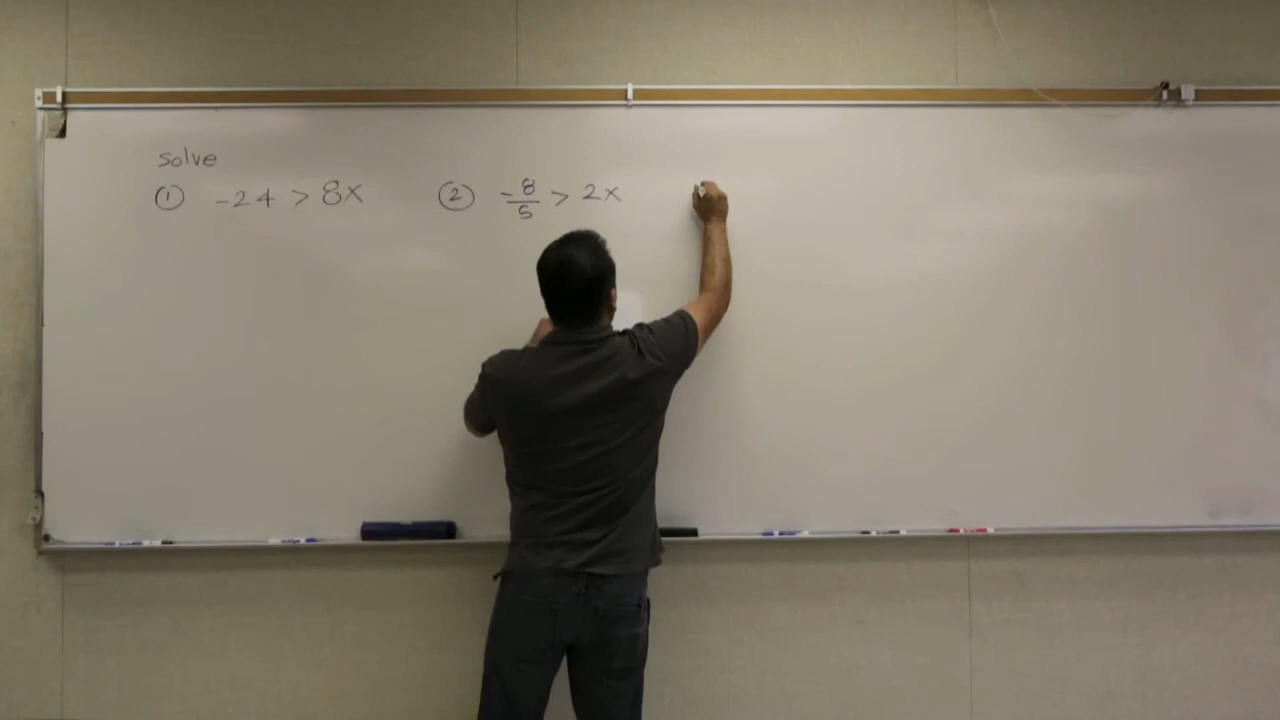 solve
① -24 > 8x ② -8/5 > 2x